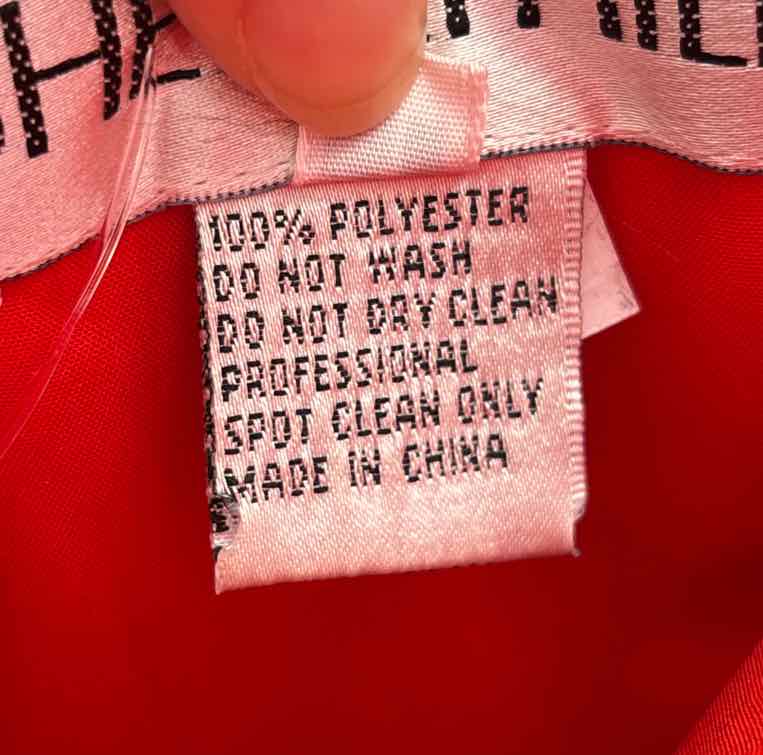 100% POLYESTER
DO NOT WASH
DO NOT DRY CLEAN
PROFESSIONAL
SPOT CLEAN ONLY
MADE IN CHINA